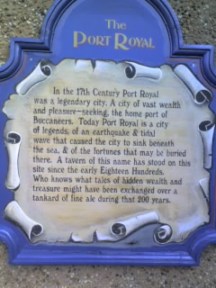 The
PORT ROYAL
In the 17th Century Port Royal
was a legendary city. A city of vast wealth
and pleasure-seeking, the home port of
Buccaneers. Today Port Royal is a city
of legends, of an earthquake & tidal
wave that caused the city to sink beneath
the sea, & of the fortunes that may be buried
there. A tavern of this name has stood on this
site since the early Eighteen Hundreds.
Who knows what tales of hidden wealth and
treasure might have been exchanged over a
tankard of fine ale during that 200 years.